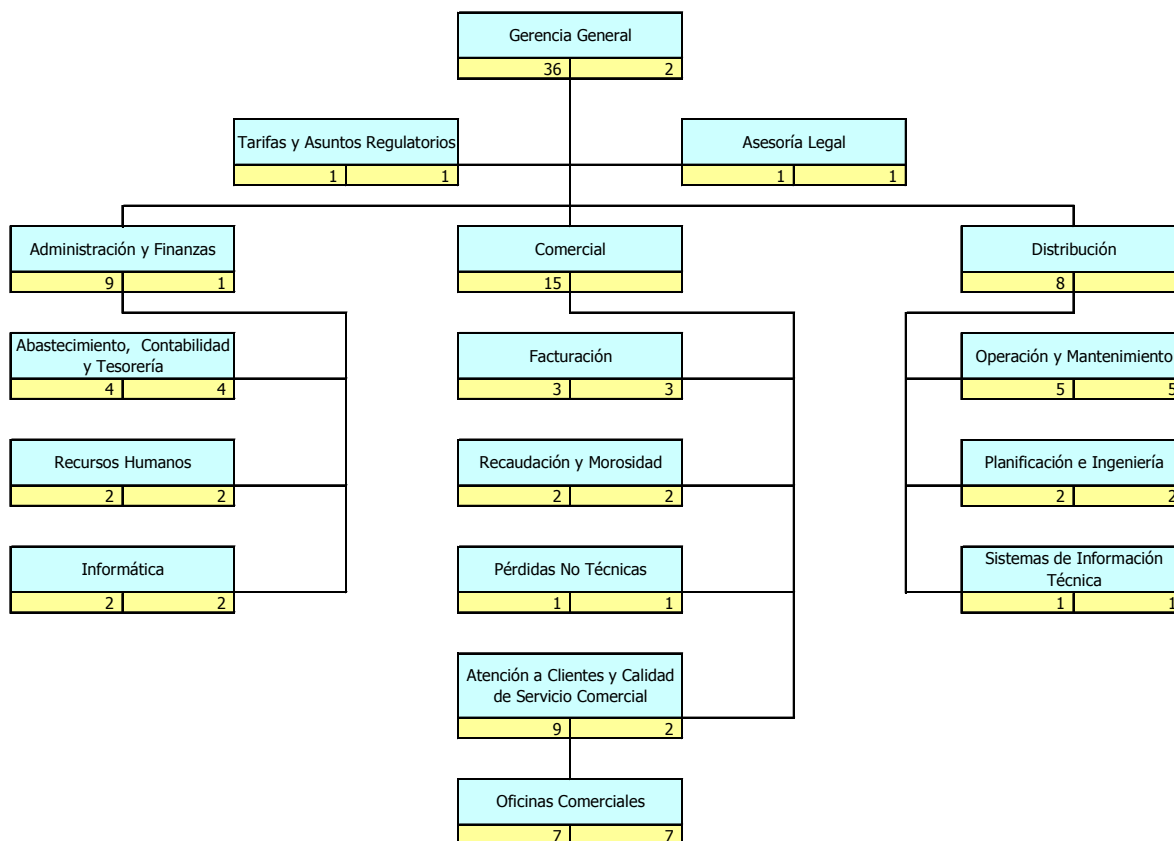 Gerencia General
36 2
Tarifas y Asuntos Regulatorios
1 1
Asesoría Legal
1 1
Administración y Finanzas
9 1
Comercial
15
Distribución
8
Abastecimiento, Contabilidad
y Tesorería
4 4
Facturación
3 3
Operación y Mantenimiento
5 5
Recursos Humanos
2 2
Recaudación y Morosidad
2 2
Planificación e Ingeniería
2 2
Informática
2 2
Pérdidas No Técnicas
1 1
Sistemas de Información
Técnica
1 1
Atención a Clientes y Calidad
de Servicio Comercial
9 2
Oficinas Comerciales
7 7